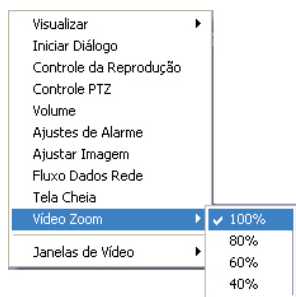 Visualizar
Iniciar Diálogo
Controle da Reprodução
Controle PTZ
Volume
Ajustes de Alarme
Ajustar Imagem
Fluxo Dados Rede
Tela Cheia
Vídeo Zoom
Janelas de Vídeo
100%
80%
60%
40%